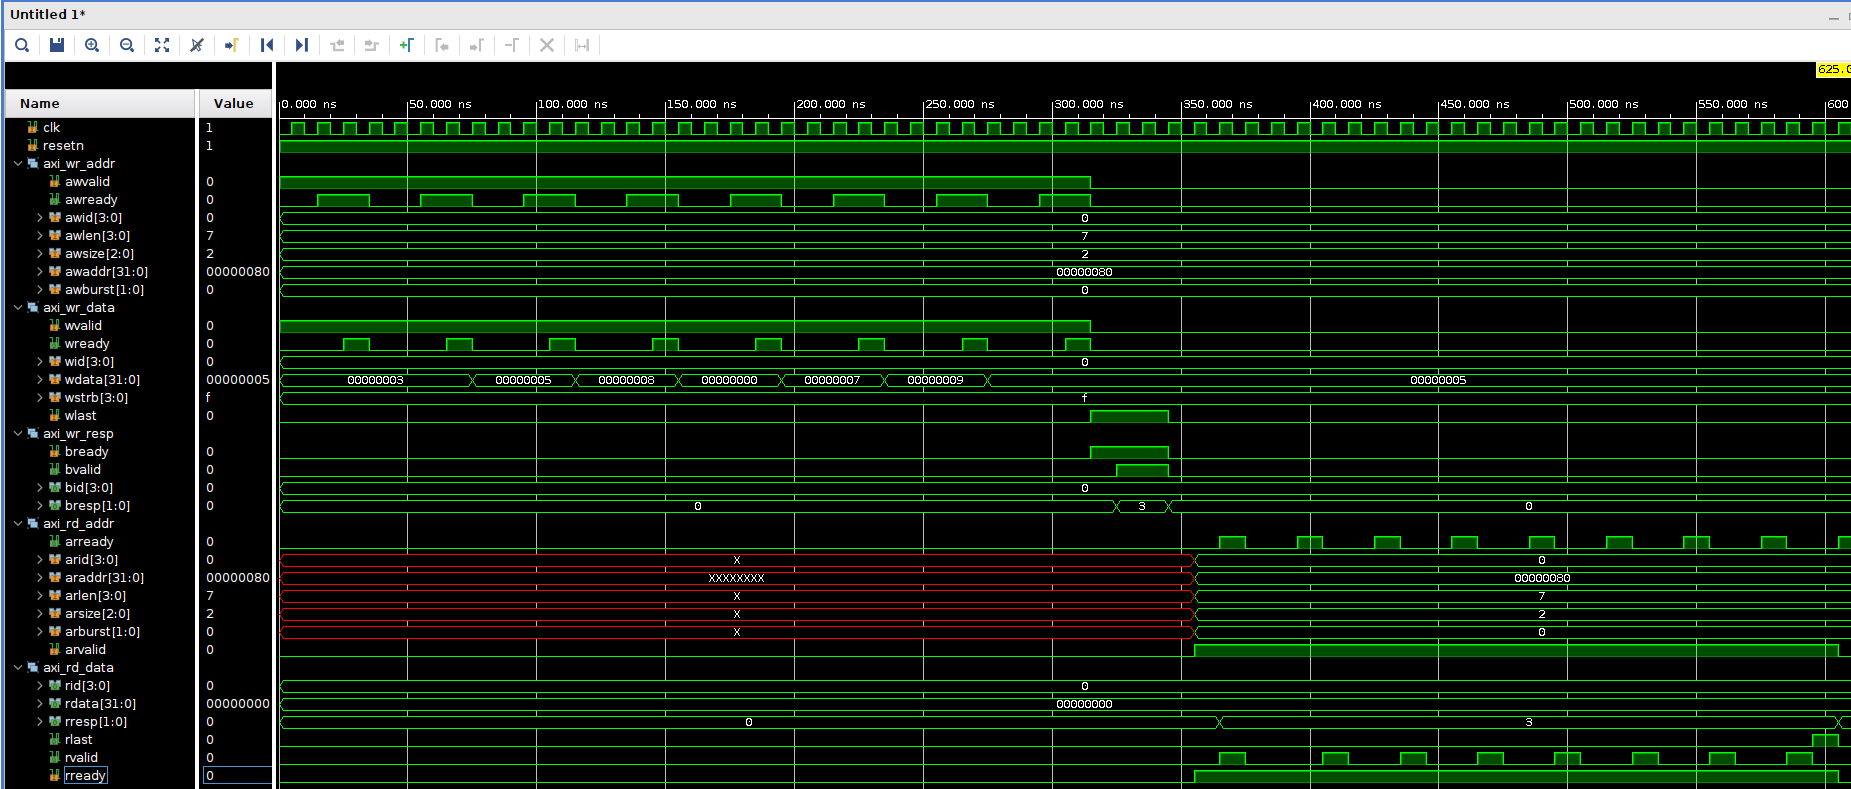 Untitled 1*
625.0
Name Value
0.000 ns 50.000 ns 100.000 ns 150.000 ns 200.000 ns 250.000 ns 300.000 ns 350.000 ns 400.000 ns 450.000 ns 500.000 ns 550.000 ns 600
clk 1
resetn 1
axi_wr_addr
awvalid 0
awready 0
awid[3:0] 0 0
awlen[3:0] 7 7
awsize[2:0] 2 2
awaddr[31:0] 00000080 00000080
awburst[1:0] 0 0
axi_wr_data
wvalid 0
wready 0
wid[3:0] 0 0
wdata[31:0] 00000005 00000003 00000005 00000008 00000000 00000007 00000009 00000005
wstrb[3:0] f f
wlast 0
axi_wr_resp
bready 0
bvalid 0
bid[3:0] 0 0
bresp[1:0] 0 0 3 0
axi_rd_addr
arready 0
arid[3:0] 0 X 0
araddr[31:0] 00000080 XXXXXXXX 00000080
arlen[3:0] 7 X 7
arsize[2:0] 2 X 2
arburst[1:0] 0 X 0
arvalid 0
axi_rd_data
rid[3:0] 0 0
rdata[31:0] 00000000 00000000
rresp[1:0] 0 0 3
rlast 0
rvalid 0
rready 0